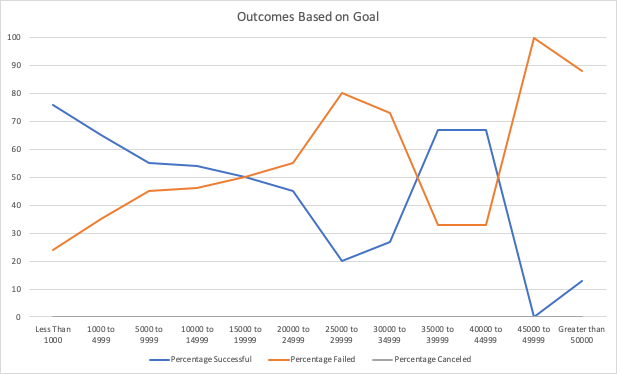 Outcomes Based on Goal
100
90
80
70
60
50
40
30
20
10
0
Less Than 1000 to 5000 to 10000 to 15000 to 20000 to 25000 to 30000 to 35000 to 40000 to 45000 to Greater than
1000 4999 9999 14999 19999 24999 29999 34999 39999 44999 49999 50000
Percentage Successful Percentage Failed Percentage Canceled